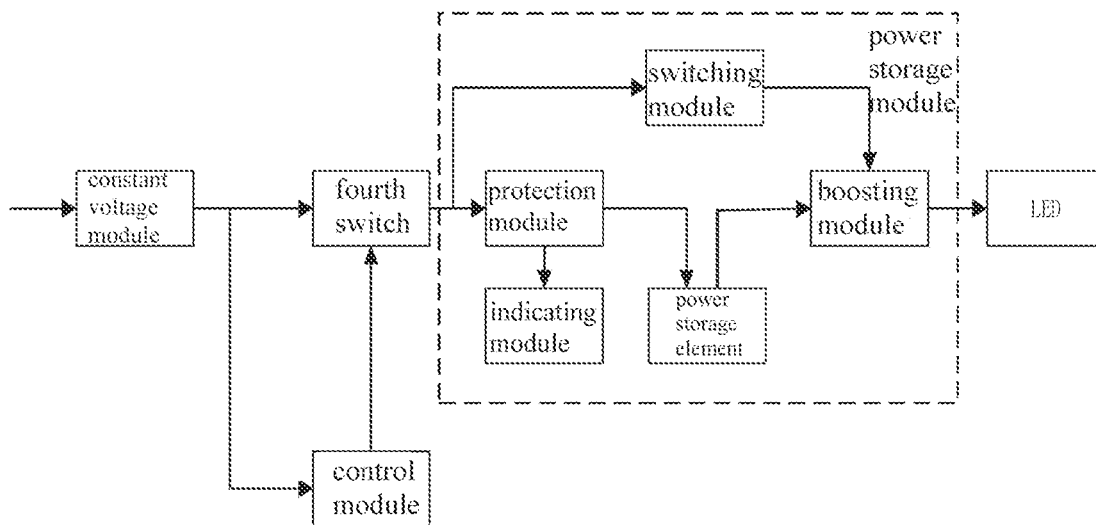 power
storage
module
switching
module
constant
voltage
module
fourth
switch
protection
module
boosting
module
LED
indicating
module
power
storage
element
control
module